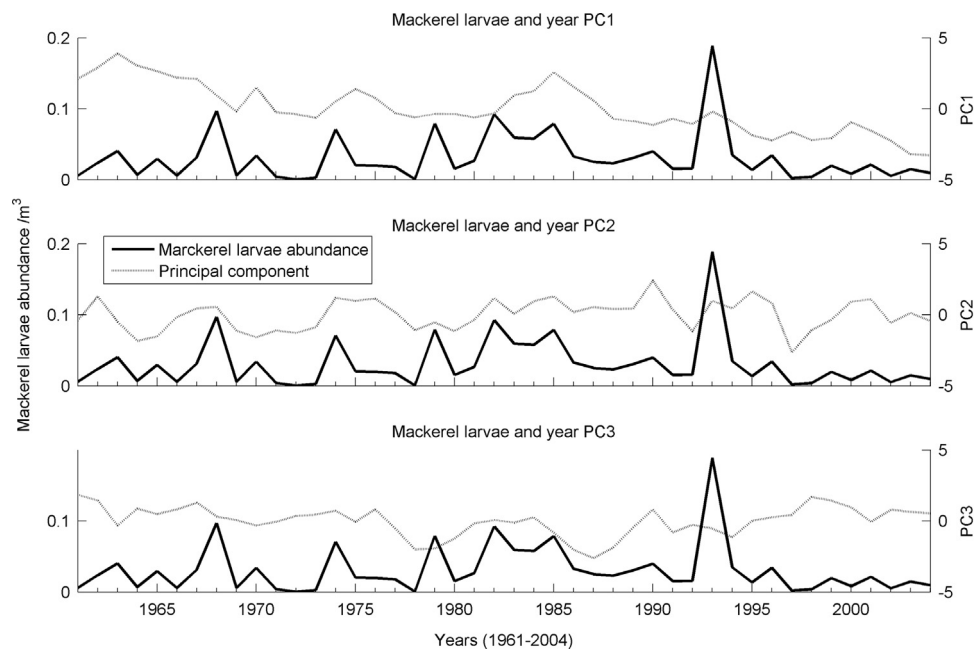 Mackerel larvae and year PC1
0.2
0.1
0
5
0
-5
PC1
Mackerel larvae and year PC2
Marckerel larvae abundance
Principal component
0.2
0.1
0
5
0
-5
PC2
Mackerel larvae abundance /m³
Mackerel larvae and year PC3
0.1
0
5
0
-5
PC3
1965 1970 1975 1980 1985 1990 1995 2000
Years (1961-2004)